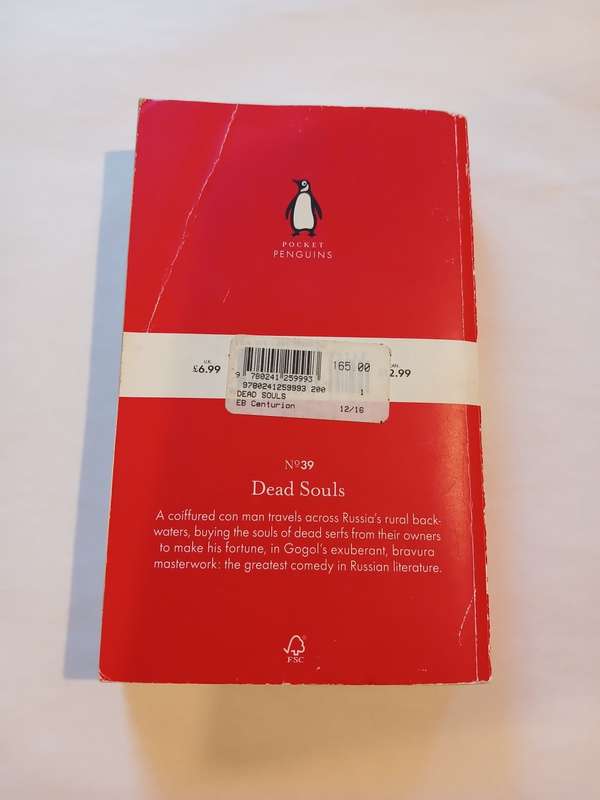 POCKET
PENGUINS
U.K.
£6.99
165.00
AN
2.99
9 780241 259993
9780241259993 200 1
DEAD SOULS
EB Centurion 12/16
Nº39
Dead Souls
A coiffured con man travels across Russia's rural back-
waters, buying the souls of dead serfs from their owners
to make his fortune, in Gogol's exuberant, bravura
masterwork: the greatest comedy in Russian literature.
FSC